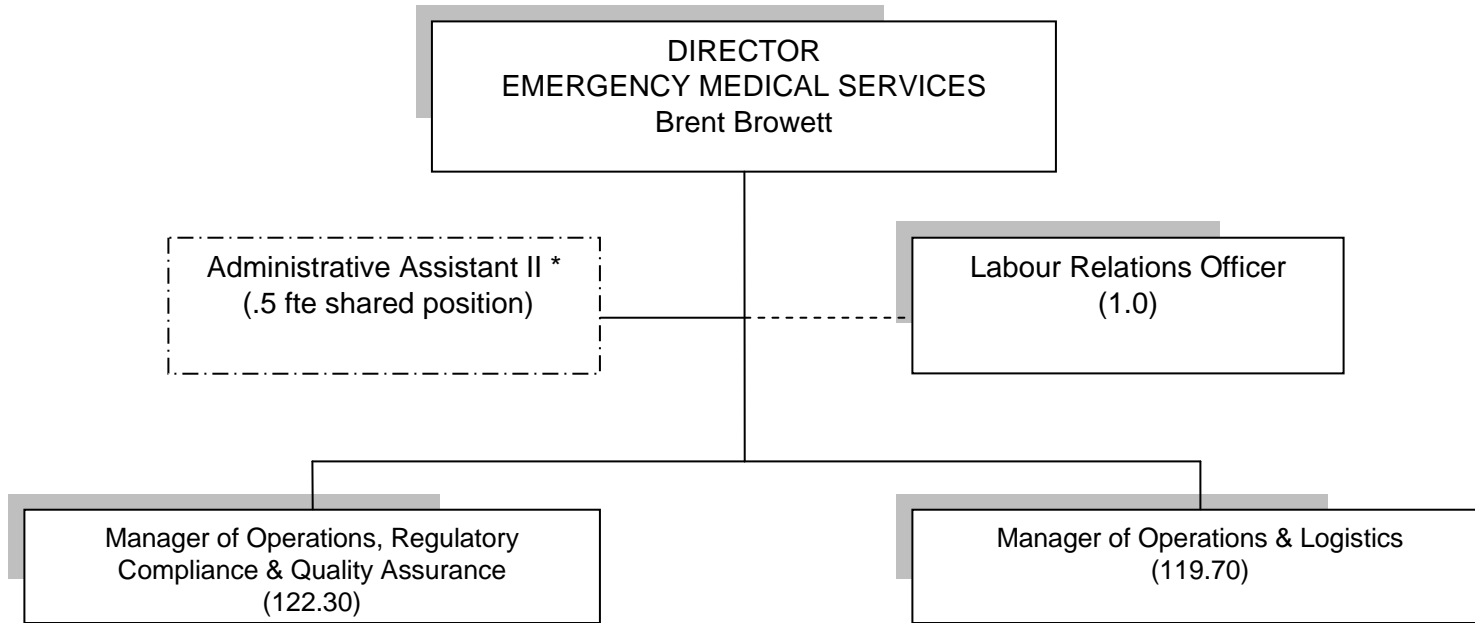 DIRECTOR
EMERGENCY MEDICAL SERVICES
Brent Browett
Administrative Assistant II *
(.5 fte shared position)
Labour Relations Officer
(1.0)
Manager of Operations, Regulatory
Compliance & Quality Assurance
(122.30)
Manager of Operations & Logistics
(119.70)